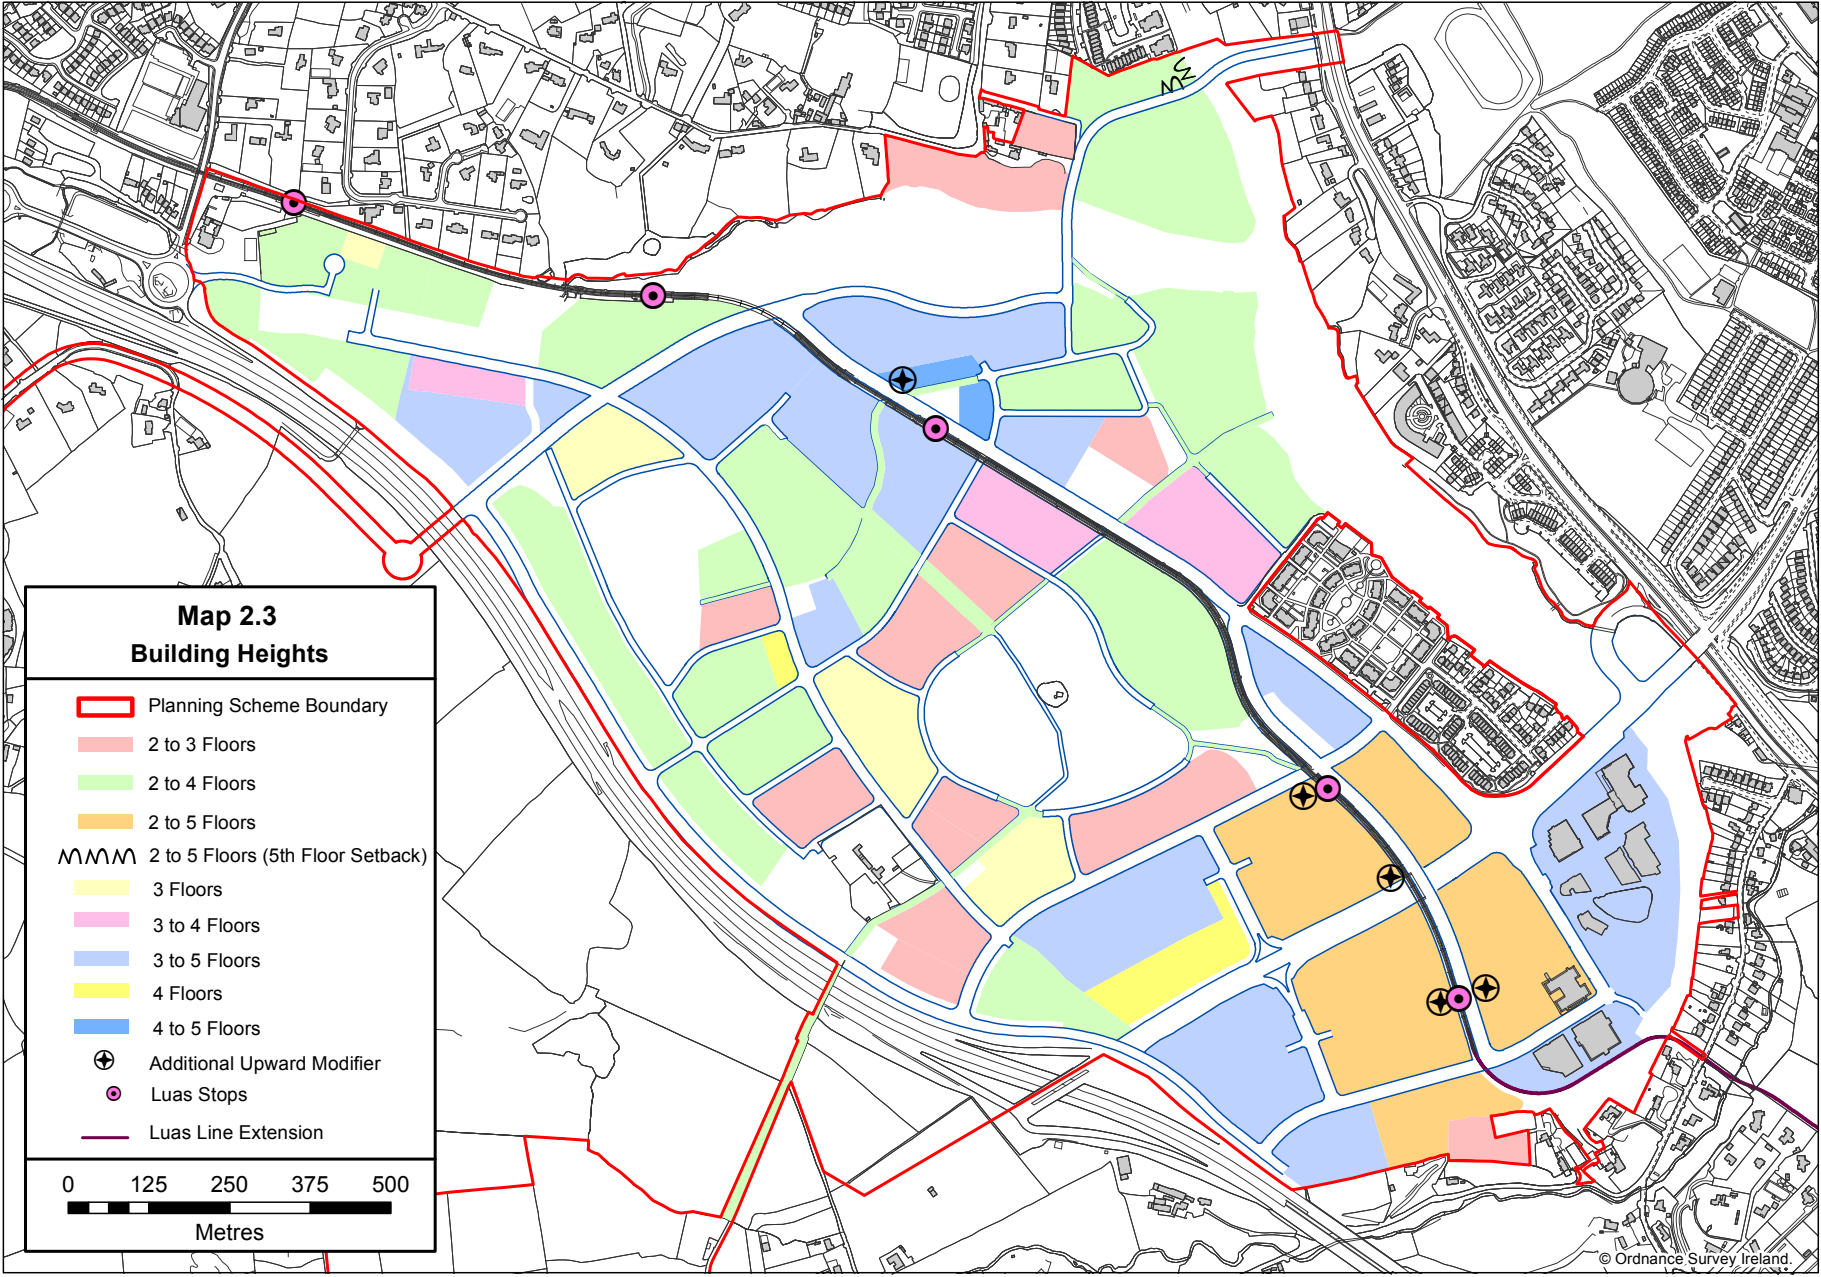 Map 2.3
Building Heights
Planning Scheme Boundary
2 to 3 Floors
2 to 4 Floors
2 to 5 Floors
2 to 5 Floors (5th Floor Setback)
3 Floors
3 to 4 Floors
3 to 5 Floors
4 Floors
4 to 5 Floors
Additional Upward Modifier
Luas Stops
Luas Line Extension
0 125 250 375 500
Metres
© Ordnance Survey Ireland.